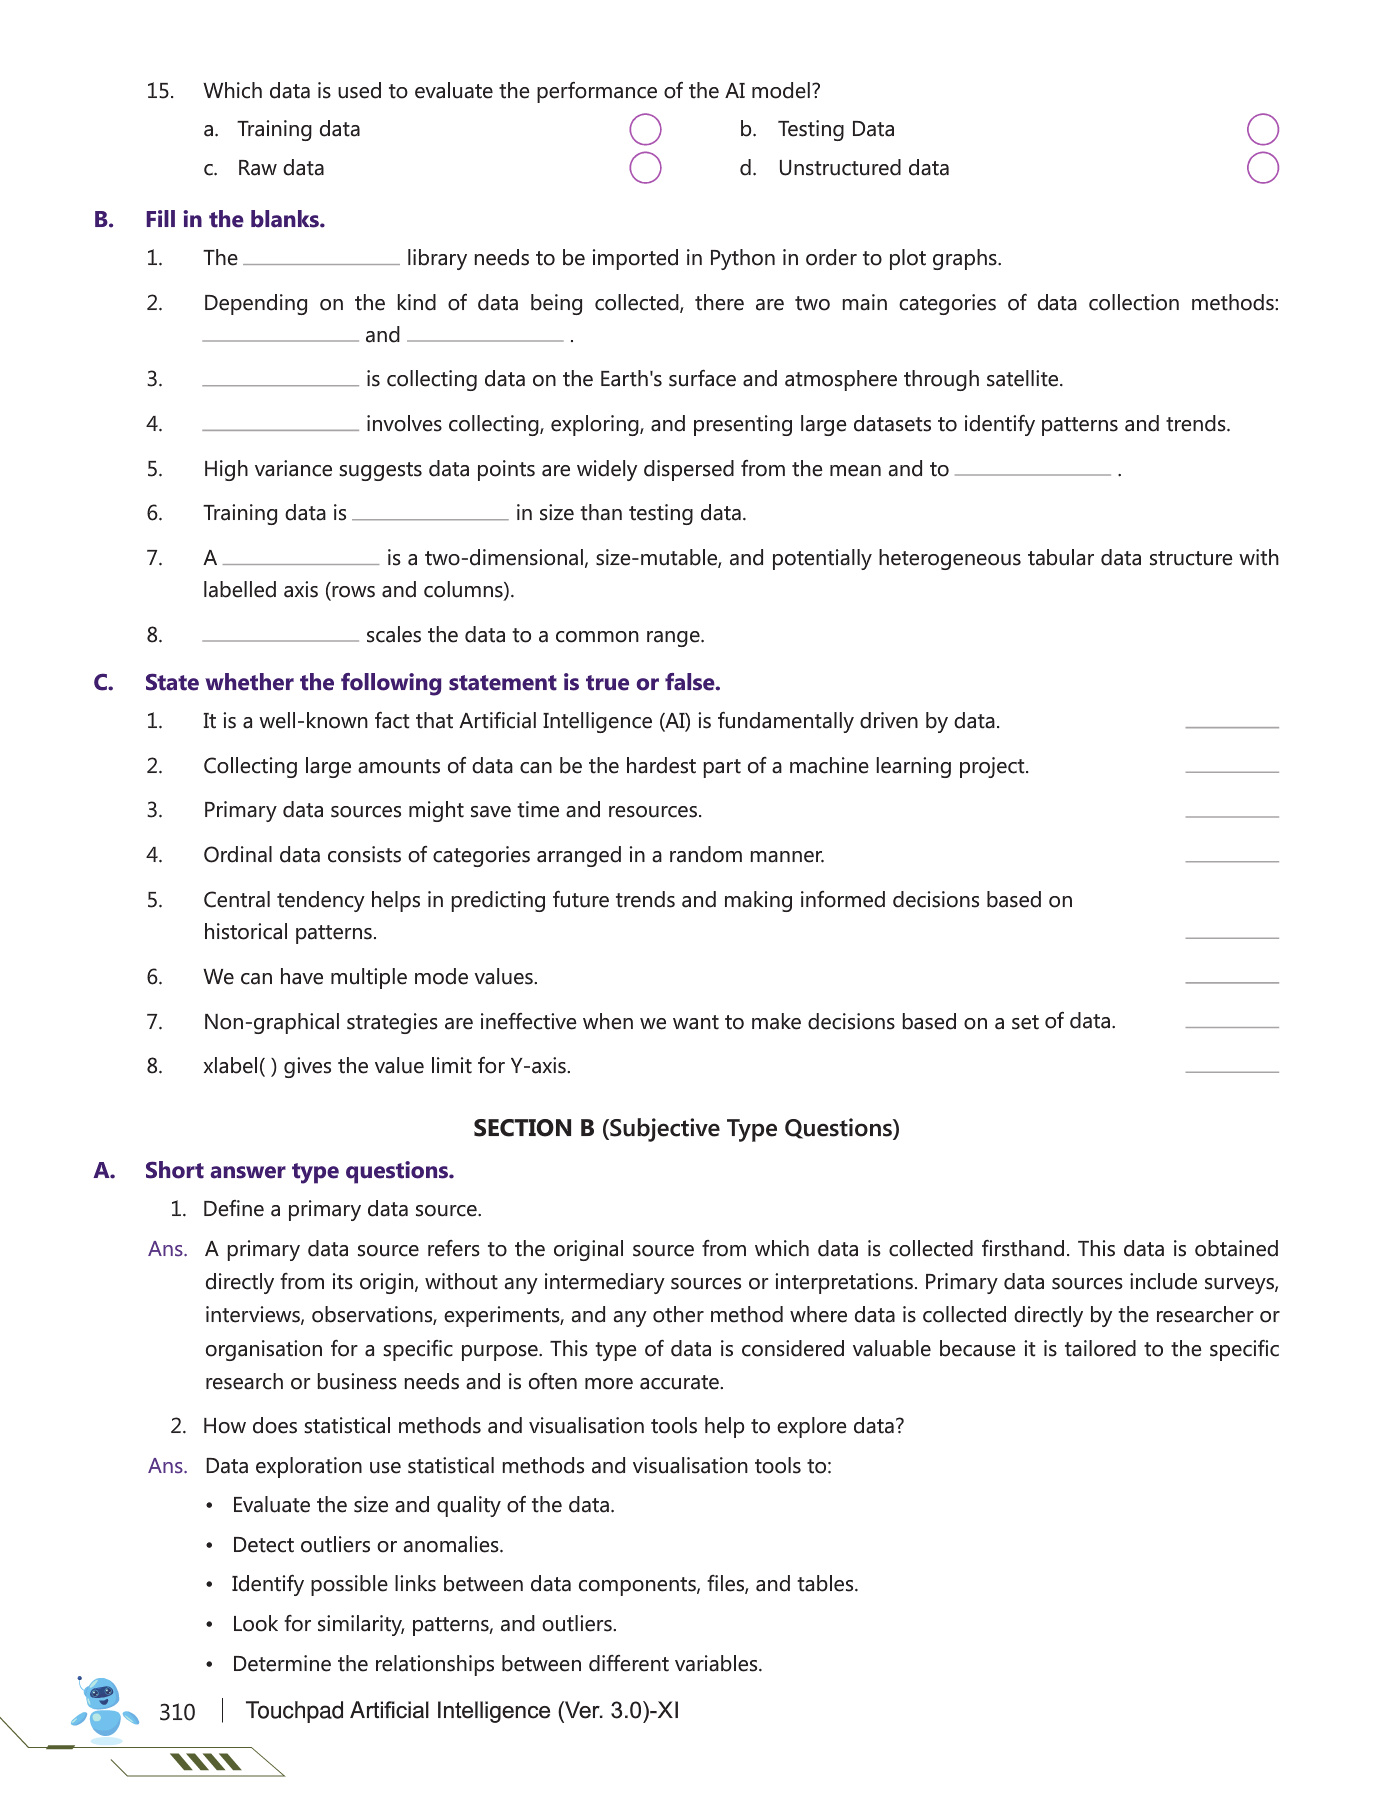 15. Which data is used to evaluate the performance of the AI model?
a. Training data b. Testing Data
c. Raw data d. Unstructured data
B. Fill in the blanks.
1. The ______________ library needs to be imported in Python in order to plot graphs.
2. Depending on the kind of data being collected, there are two main categories of data collection methods:
______________ and ______________ .
3. ______________ is collecting data on the Earth's surface and atmosphere through satellite.
4. ______________ involves collecting, exploring, and presenting large datasets to identify patterns and trends.
5. High variance suggests data points are widely dispersed from the mean and to ______________ .
6. Training data is ______________ in size than testing data.
7. A ______________ is a two-dimensional, size-mutable, and potentially heterogeneous tabular data structure with
labelled axis (rows and columns).
8. ______________ scales the data to a common range.
C. State whether the following statement is true or false.
1. It is a well-known fact that Artificial Intelligence (AI) is fundamentally driven by data. ________
2. Collecting large amounts of data can be the hardest part of a machine learning project. ________
3. Primary data sources might save time and resources. ________
4. Ordinal data consists of categories arranged in a random manner. ________
5. Central tendency helps in predicting future trends and making informed decisions based on
historical patterns. ________
6. We can have multiple mode values. ________
7. Non-graphical strategies are ineffective when we want to make decisions based on a set of data. ________
8. xlabel( ) gives the value limit for Y-axis. ________
SECTION B (Subjective Type Questions)
A. Short answer type questions.
1. Define a primary data source.
Ans. A primary data source refers to the original source from which data is collected firsthand. This data is obtained
directly from its origin, without any intermediary sources or interpretations. Primary data sources include surveys,
interviews, observations, experiments, and any other method where data is collected directly by the researcher or
organisation for a specific purpose. This type of data is considered valuable because it is tailored to the specific
research or business needs and is often more accurate.
2. How does statistical methods and visualisation tools help to explore data?
Ans. Data exploration use statistical methods and visualisation tools to:
• Evaluate the size and quality of the data.
• Detect outliers or anomalies.
• Identify possible links between data components, files, and tables.
• Look for similarity, patterns, and outliers.
• Determine the relationships between different variables.
310 | Touchpad Artificial Intelligence (Ver. 3.0)-XI